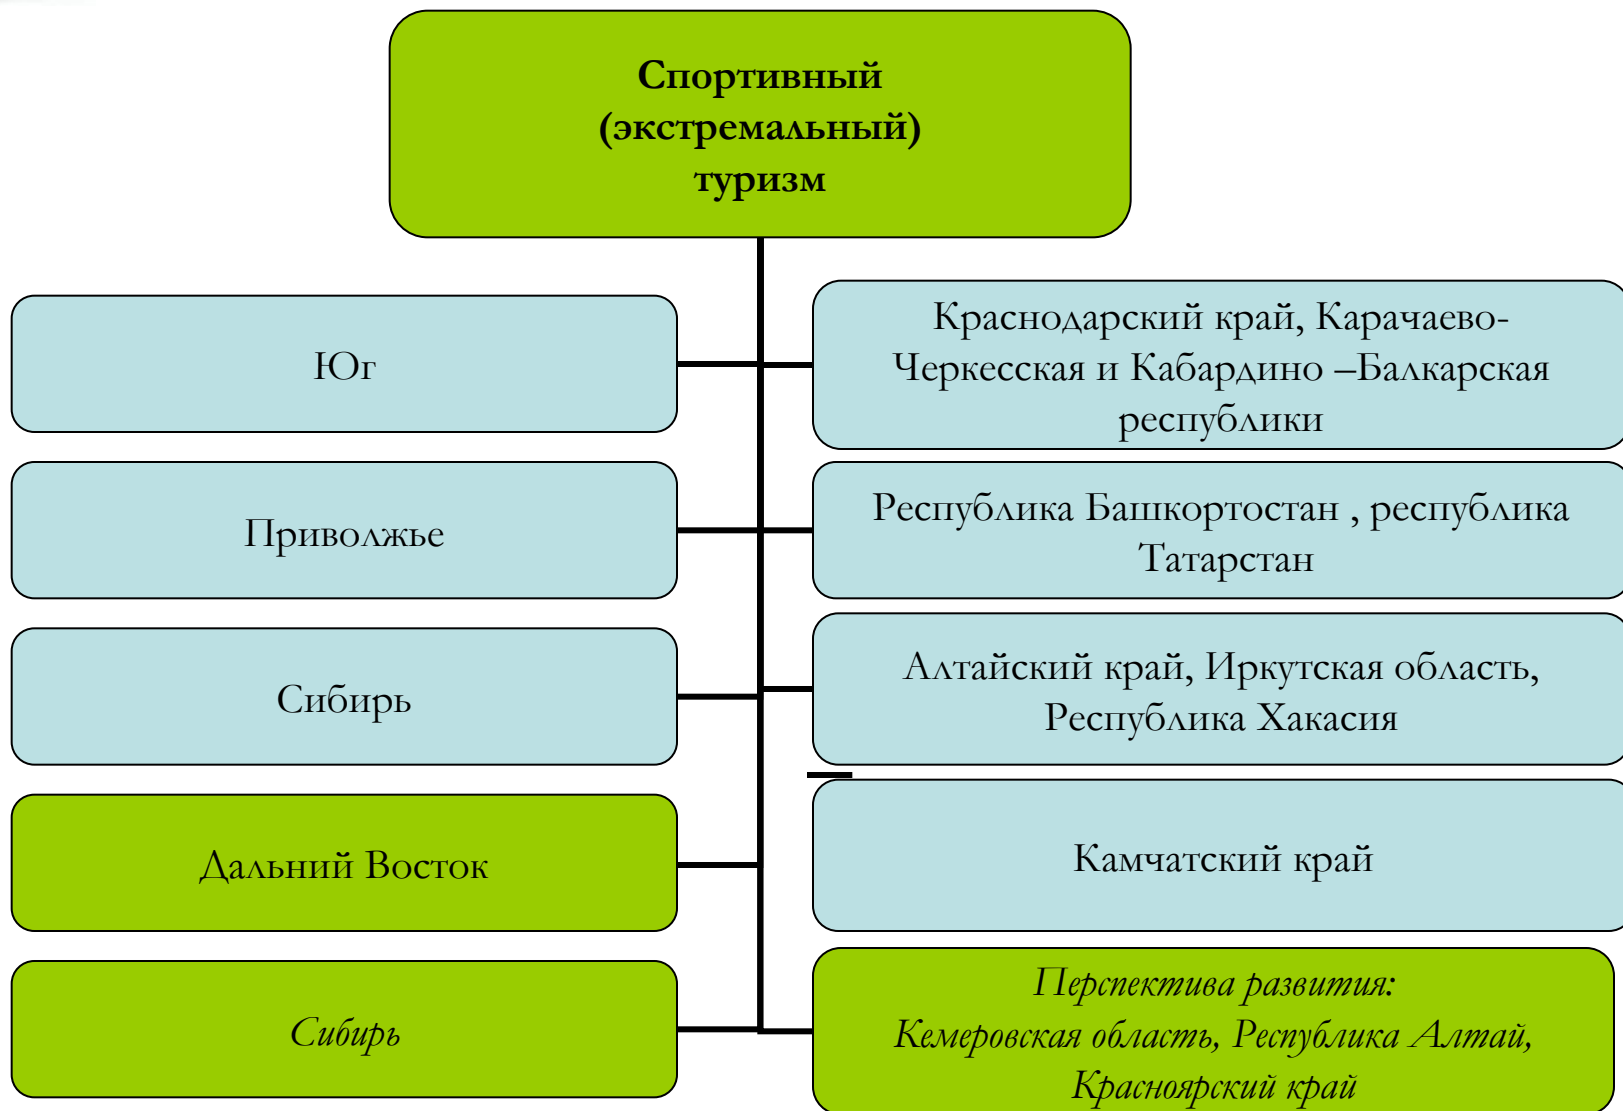 Спортивный
(экстремальный)
туризм
Юг
Краснодарский край, Карачаево-
Черкесская и Кабардино –Балкарская
республики
Приволжье
Республика Башкортостан , республика
Татарстан
Сибирь
Алтайский край, Иркутская область,
Республика Хакасия
Дальний Восток
Камчатский край
Сибирь
Перспектива развития:
Кемеровская область, Республика Алтай,
Красноярский край